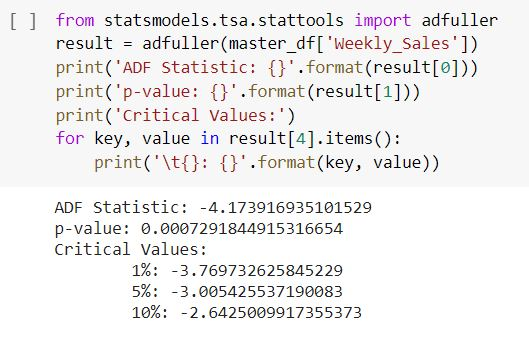 [ ] from statsmodels.tsa.stattools import adfuller
result = adfuller(master_df['Weekly_Sales'])
print('ADF Statistic: {}'.format(result[0]))
print('p-value: {}'.format(result[1]))
print('Critical Values:')
for key, value in result[4].items():
    print('\t{}: {}'.format(key, value))
ADF Statistic: -4.173916935101529
p-value: 0.0007291844915316654
Critical Values:
        1%: -3.769732625845229
        5%: -3.005425537190083
        10%: -2.6425009917355373